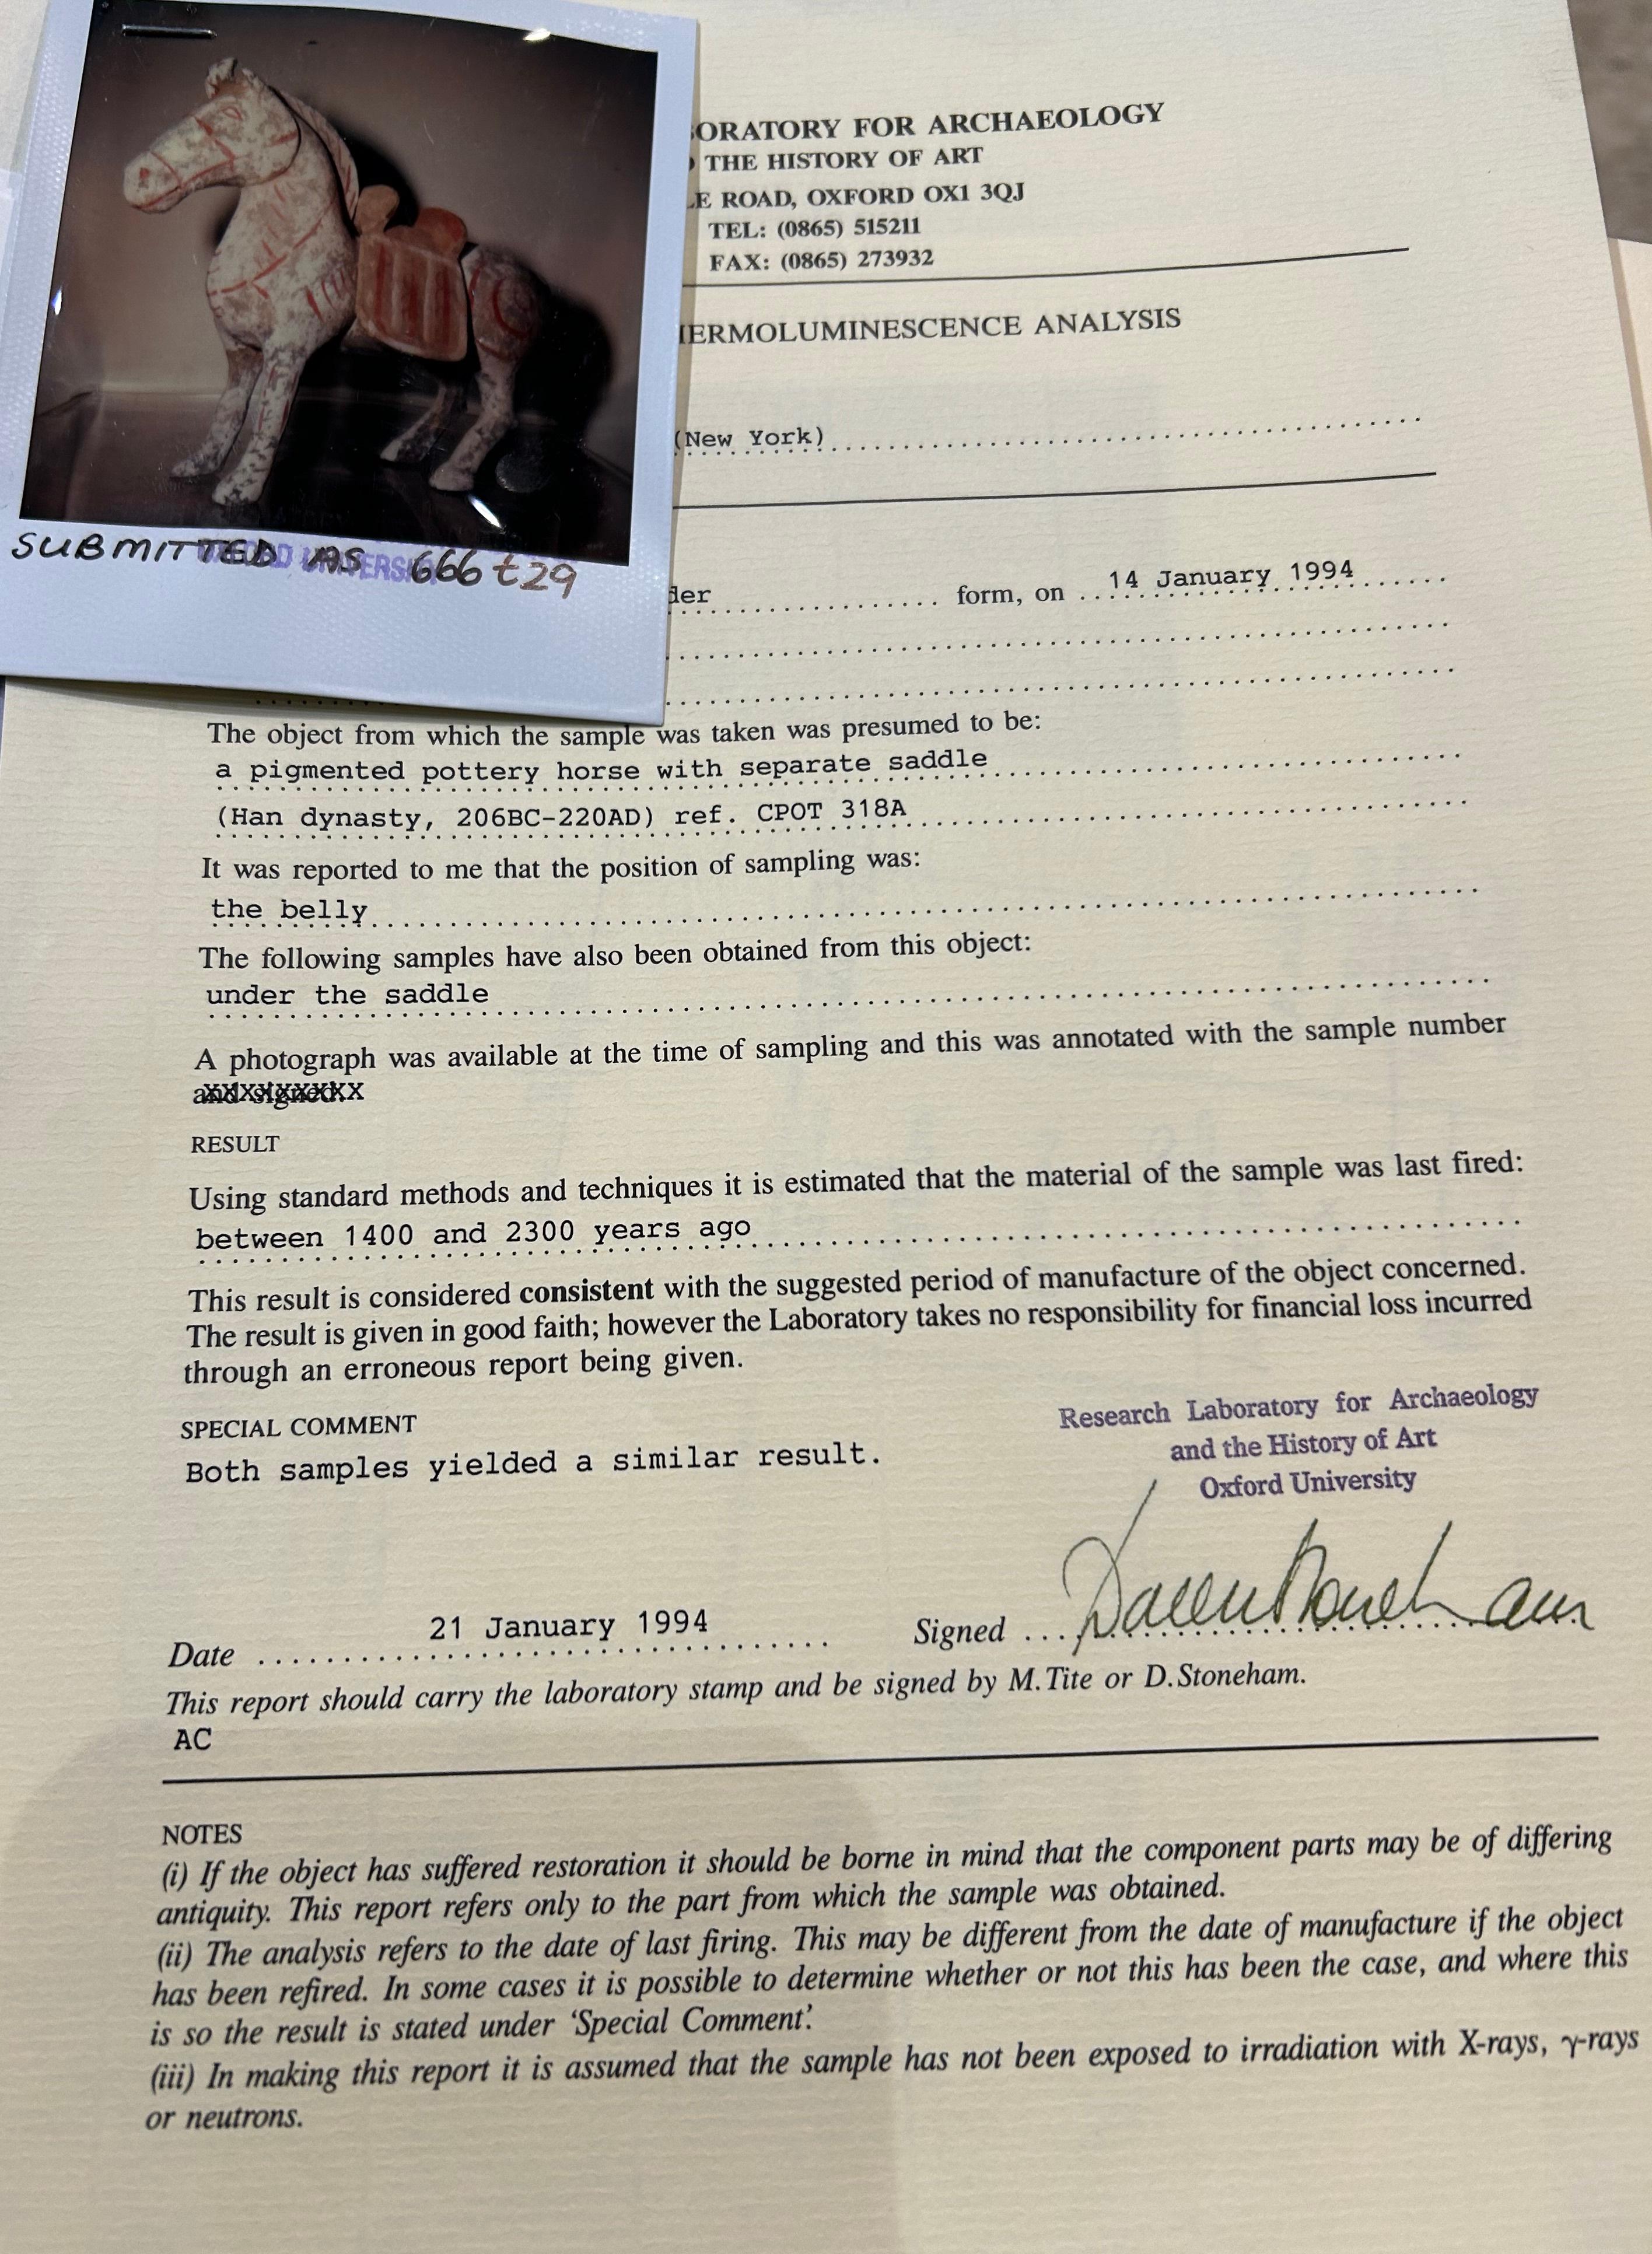 ORATORY FOR ARCHAEOLOGY
THE HISTORY OF ART
LE ROAD, OXFORD OX1 3QJ
TEL: (0865) 515211
FAX: (0865) 273932
HERMOLUMINESCENCE ANALYSIS
(New York)
SUBMITTED AS 666t29
OXFORD UNIVERSI
der form, on 14 January 1994
The object from which the sample was taken was presumed to be:
a pigmented pottery horse with separate saddle
(Han dynasty, 206BC-220AD) ref. CPOT 318A
It was reported to me that the position of sampling was:
the belly
The following samples have also been obtained from this object:
under the saddle
A photograph was available at the time of sampling and this was annotated with the sample number
and signed.
RESULT
Using standard methods and techniques it is estimated that the material of the sample was last fired:
between 1400 and 2300 years ago
This result is considered consistent with the suggested period of manufacture of the object concerned.
The result is given in good faith; however the Laboratory takes no responsibility for financial loss incurred
through an erroneous report being given.
SPECIAL COMMENT
Both samples yielded a similar result.
Research Laboratory for Archaeology
and the History of Art
Oxford University
Date 21 January 1994 Signed Doreen Stoneham
This report should carry the laboratory stamp and be signed by M.Tite or D.Stoneham.
AC
NOTES
(i) If the object has suffered restoration it should be borne in mind that the component parts may be of differing
antiquity. This report refers only to the part from which the sample was obtained.
(ii) The analysis refers to the date of last firing. This may be different from the date of manufacture if the object
has been refired. In some cases it is possible to determine whether or not this has been the case, and where this
is so the result is stated under ‘Special Comment’.
(iii) In making this report it is assumed that the sample has not been exposed to irradiation with X-rays, γ-rays
or neutrons.